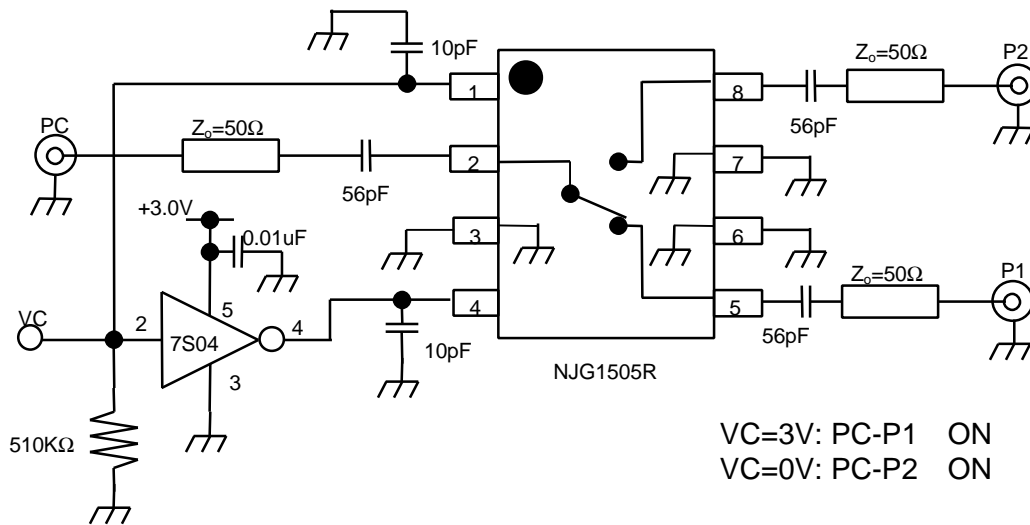 10pF
Zₒ=50Ω
P2
1
8
PC
Zₒ=50Ω
56pF
2
7
56pF
+3.0V
0.01uF
3
6
Zₒ=50Ω
P1
VC
2
5
4
4
5
7S04
10pF
56pF
3
NJG1505R
510KΩ
VC=3V: PC-P1 ON
VC=0V: PC-P2 ON